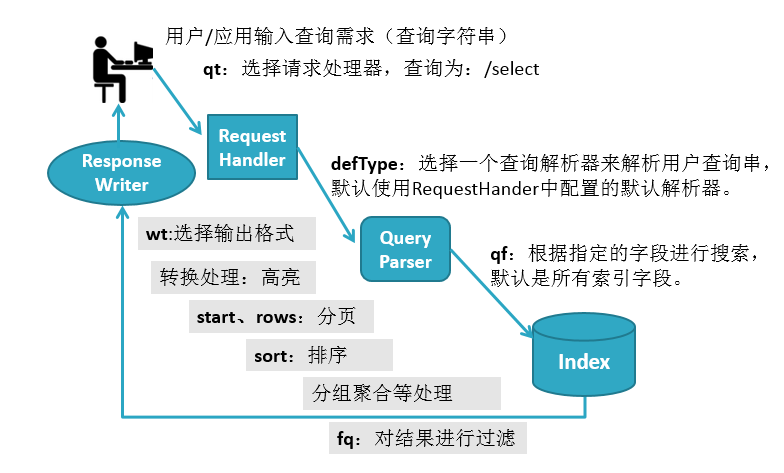 用户/应用输入查询需求（查询字符串）
qt：选择请求处理器，查询为：/select
Request
Handler
Response
Writer
defType：选择一个查询解析器来解析用户查询串，
默认使用RequestHander中配置的默认解析器。
wt:选择输出格式
Query
Parser
qf：根据指定的字段进行搜索，
默认是所有索引字段。
转换处理：高亮
start、rows：分页
sort：排序
Index
分组聚合等处理
fq：对结果进行过滤